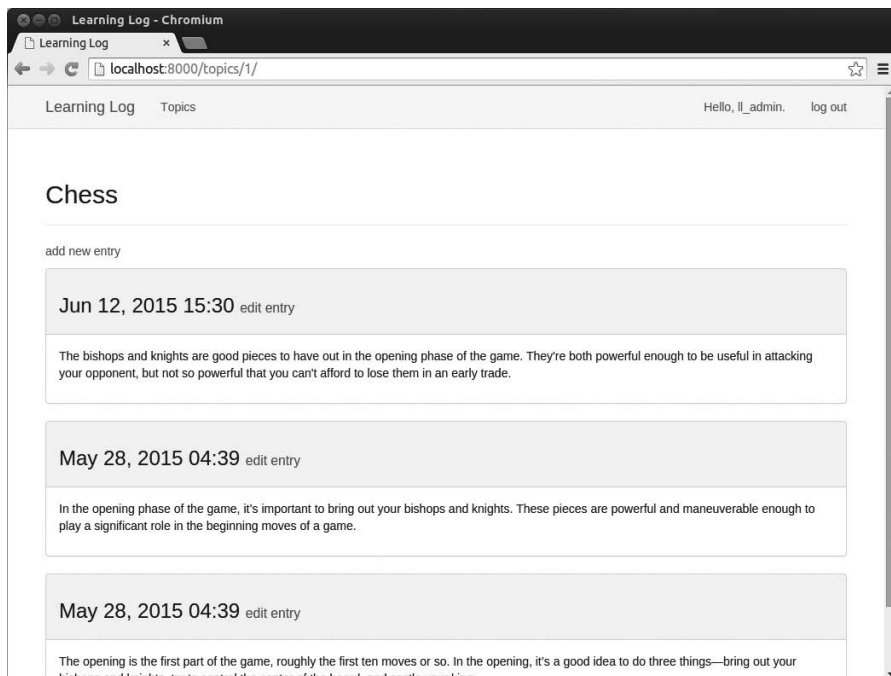 Learning Log - Chromium
Learning Log
localhost:8000/topics/1/
Learning Log Topics Hello, ll_admin. log out
Chess
add new entry
Jun 12, 2015 15:30 edit entry
The bishops and knights are good pieces to have out in the opening phase of the game. They're both powerful enough to be useful in attacking
your opponent, but not so powerful that you can't afford to lose them in an early trade.
May 28, 2015 04:39 edit entry
In the opening phase of the game, it's important to bring out your bishops and knights. These pieces are powerful and maneuverable enough to
play a significant role in the beginning moves of a game.
May 28, 2015 04:39 edit entry
The opening is the first part of the game, roughly the first ten moves or so. In the opening, it's a good idea to do three things—bring out your